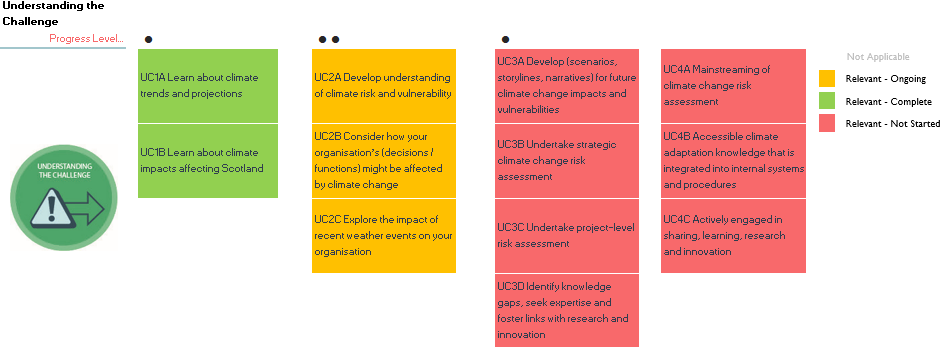 Understanding the
Challenge
Progress Level...
UNDERSTANDING
THE CHALLENGE
UC1A Learn about climate
trends and projections
UC1B Learn about climate
impacts affecting Scotland
UC2A Develop understanding
of climate risk and vulnerability
UC2B Consider how your
organisation's (decisions /
functions) might be affected
by climate change
UC2C Explore the impact of
recent weather events on your
organisation
UC3A Develop (scenarios,
storylines, narratives) for future
climate change impacts and
vulnerabilities
UC3B Undertake strategic
climate change risk
assessment
UC3C Undertake project-level
risk assessment
UC3D Identify knowledge
gaps, seek expertise and
foster links with research and
innovation
UC4A Mainstreaming of
climate change risk
assessment
UC4B Accessible climate
adaptation knowledge that is
integrated into internal systems
and procedures
UC4C Actively engaged in
sharing, learning, research
and innovation
Not Applicable
Relevant - Ongoing
Relevant - Complete
Relevant - Not Started